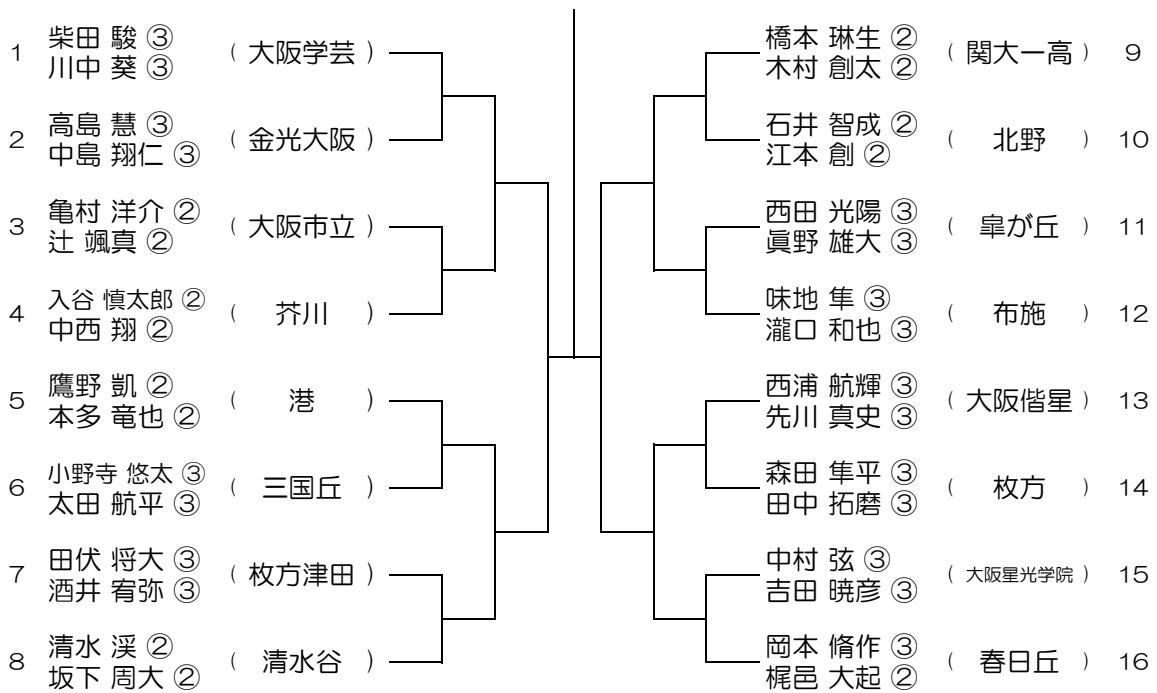 1 柴田 駿 ③ ( 大阪学芸 )
川中 葵 ③
2 高島 慧 ③ ( 金光大阪 )
中島 翔仁 ③
3 亀村 洋介 ② ( 大阪市立 )
辻 颯真 ②
4 入谷 慎太郎 ② ( 芥川 )
中西 翔 ②
5 鷹野 凱 ② ( 港 )
本多 竜也 ②
6 小野寺 悠太 ③ ( 三国丘 )
太田 航平 ③
7 田伏 将大 ③ ( 枚方津田 )
酒井 宥弥 ③
8 清水 渓 ② ( 清水谷 )
坂下 周大 ②
橋本 琳生 ② ( 関大一高 ) 9
木村 創太 ②
石井 智成 ② ( 北野 ) 10
江本 創 ②
西田 光陽 ③ ( 皐が丘 ) 11
眞野 雄大 ③
味地 隼 ③ ( 布施 ) 12
瀧口 和也 ③
西浦 航輝 ③ ( 大阪偕星 ) 13
先川 真史 ③
森田 隼平 ③ ( 枚方 ) 14
田中 拓磨 ③
中村 弦 ③ ( 大阪星光学院 ) 15
吉田 暁彦 ③
岡本 脩作 ③ ( 春日丘 ) 16
梶邑 大起 ②